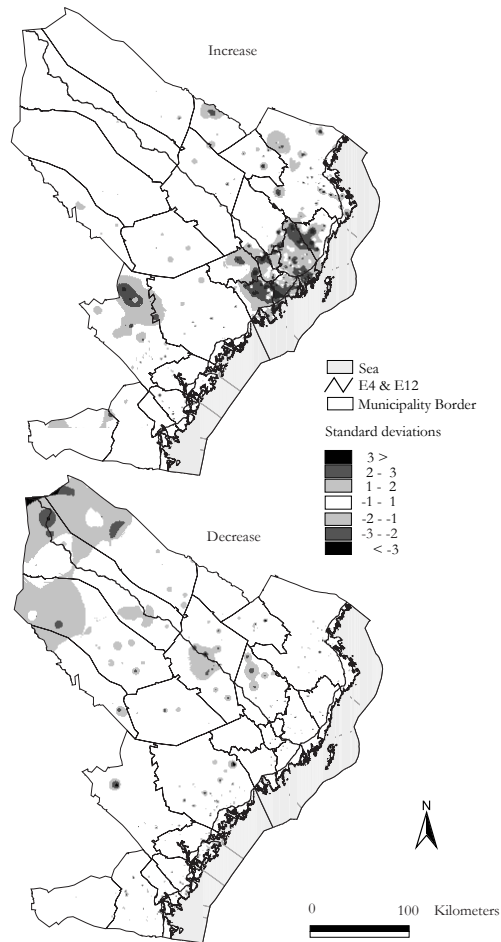 Increase
Sea
E4 & E12
Municipality Border
Standard deviations
3 >
2 - 3
1 - 2
-1 - 1
-2 - -1
-3 - -2
< -3
Decrease
N
0 100 Kilometers